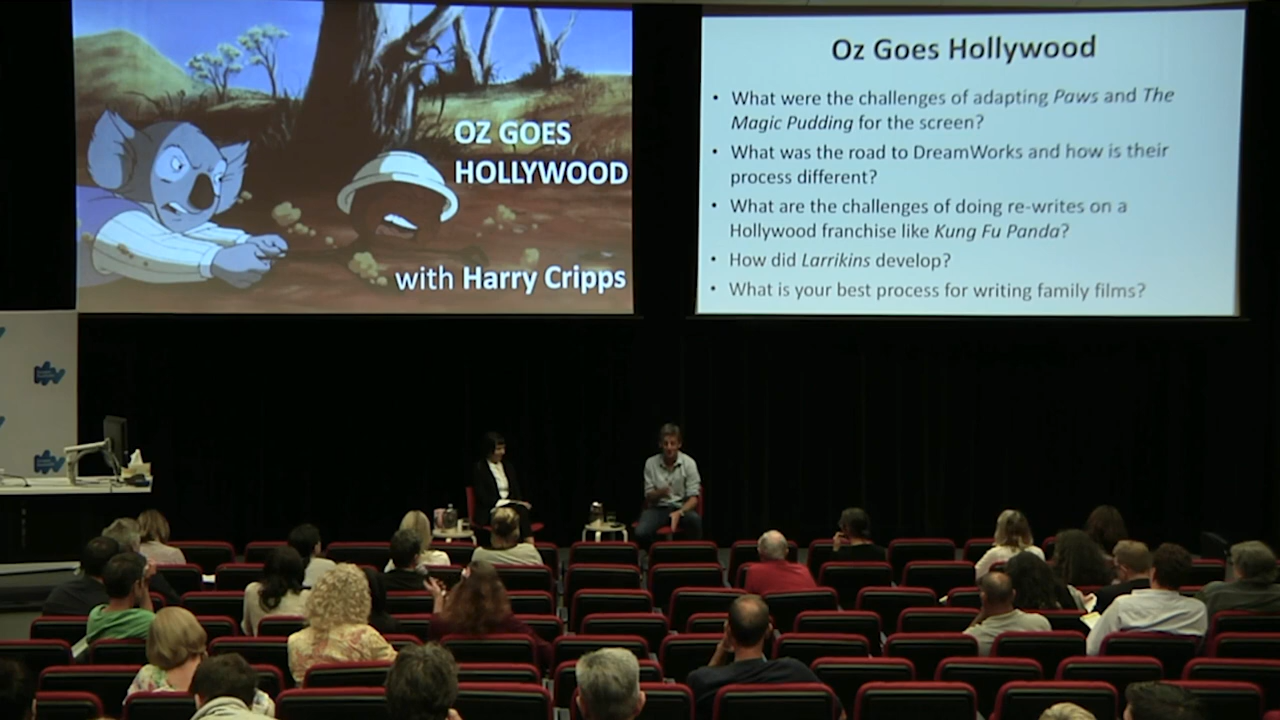 OZ GOES
HOLLYWOOD
with Harry Cripps
Oz Goes Hollywood
• What were the challenges of adapting Paws and The
Magic Pudding for the screen?
• What was the road to DreamWorks and how is their
process different?
• What are the challenges of doing re-writes on a
Hollywood franchise like Kung Fu Panda?
• How did Larrikins develop?
• What is your best process for writing family films?